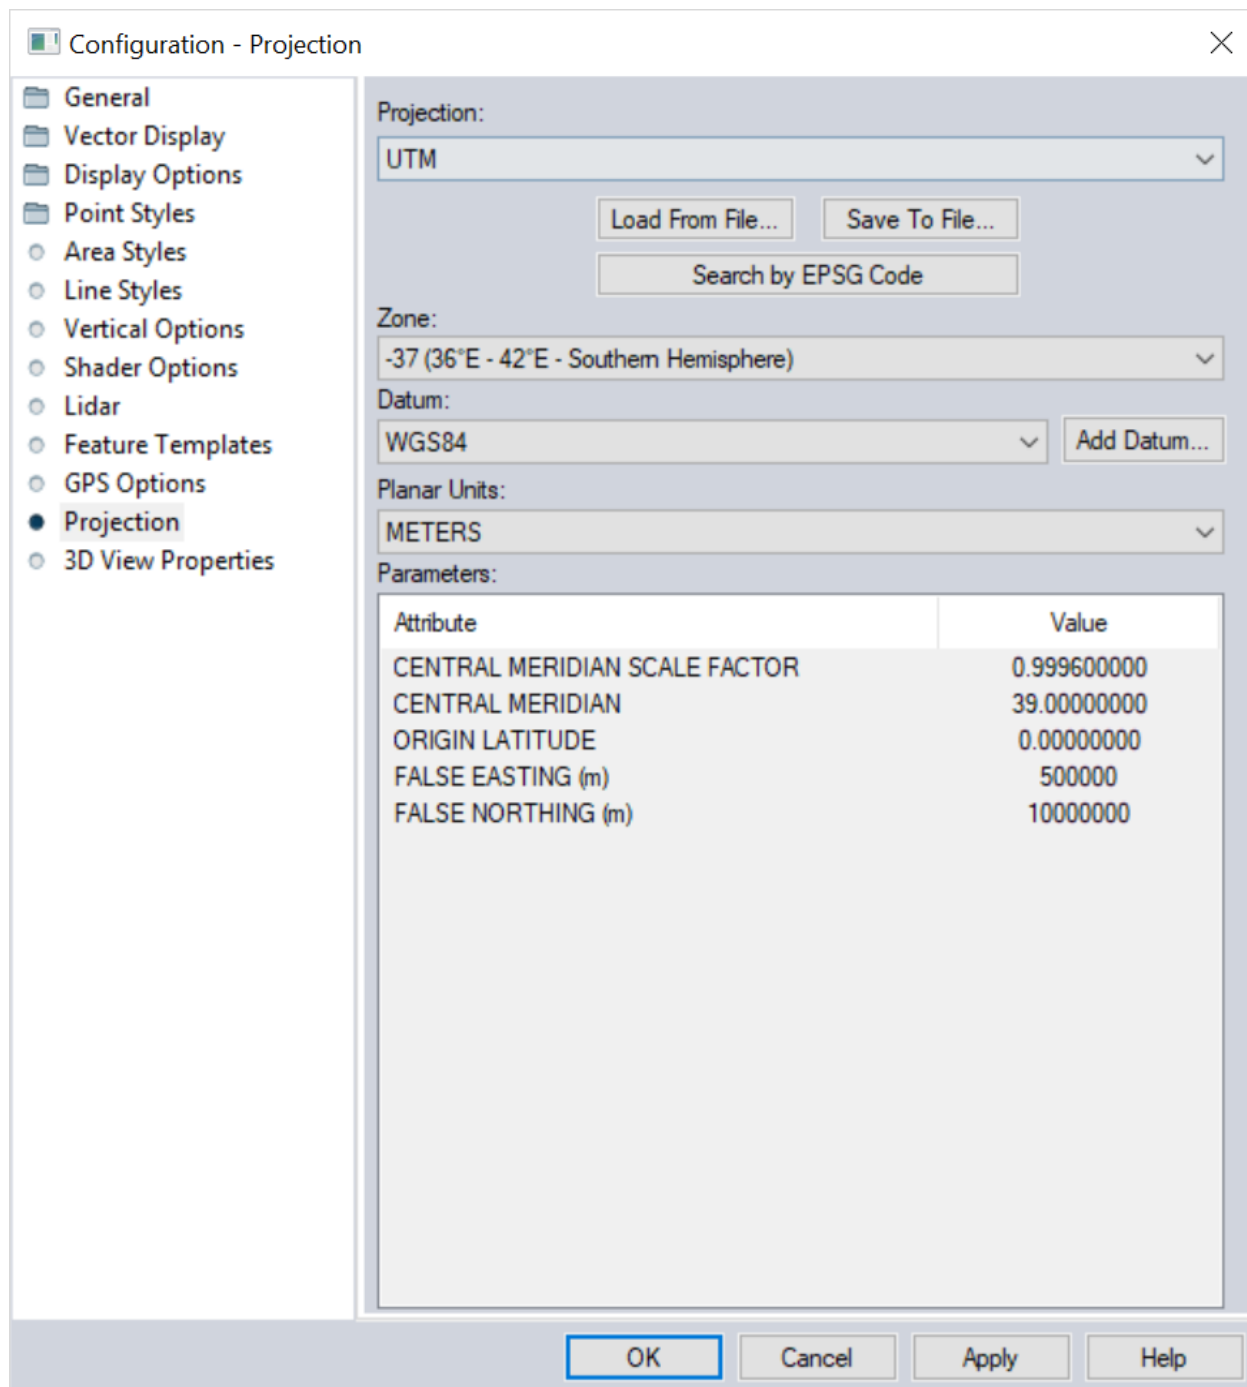 Configuration - Projection
General
Vector Display
Display Options
Point Styles
Area Styles
Line Styles
Vertical Options
Shader Options
Lidar
Feature Templates
GPS Options
Projection
3D View Properties
Projection:
UTM
Load From File...
Save To File...
Search by EPSG Code
Zone:
-37 (36°E - 42°E - Southern Hemisphere)
Datum:
WGS84
Add Datum...
Planar Units:
METERS
Parameters:
Attribute Value
CENTRAL MERIDIAN SCALE FACTOR 0.999600000
CENTRAL MERIDIAN 39.00000000
ORIGIN LATITUDE 0.00000000
FALSE EASTING (m) 500000
FALSE NORTHING (m) 10000000
OK Cancel Apply Help